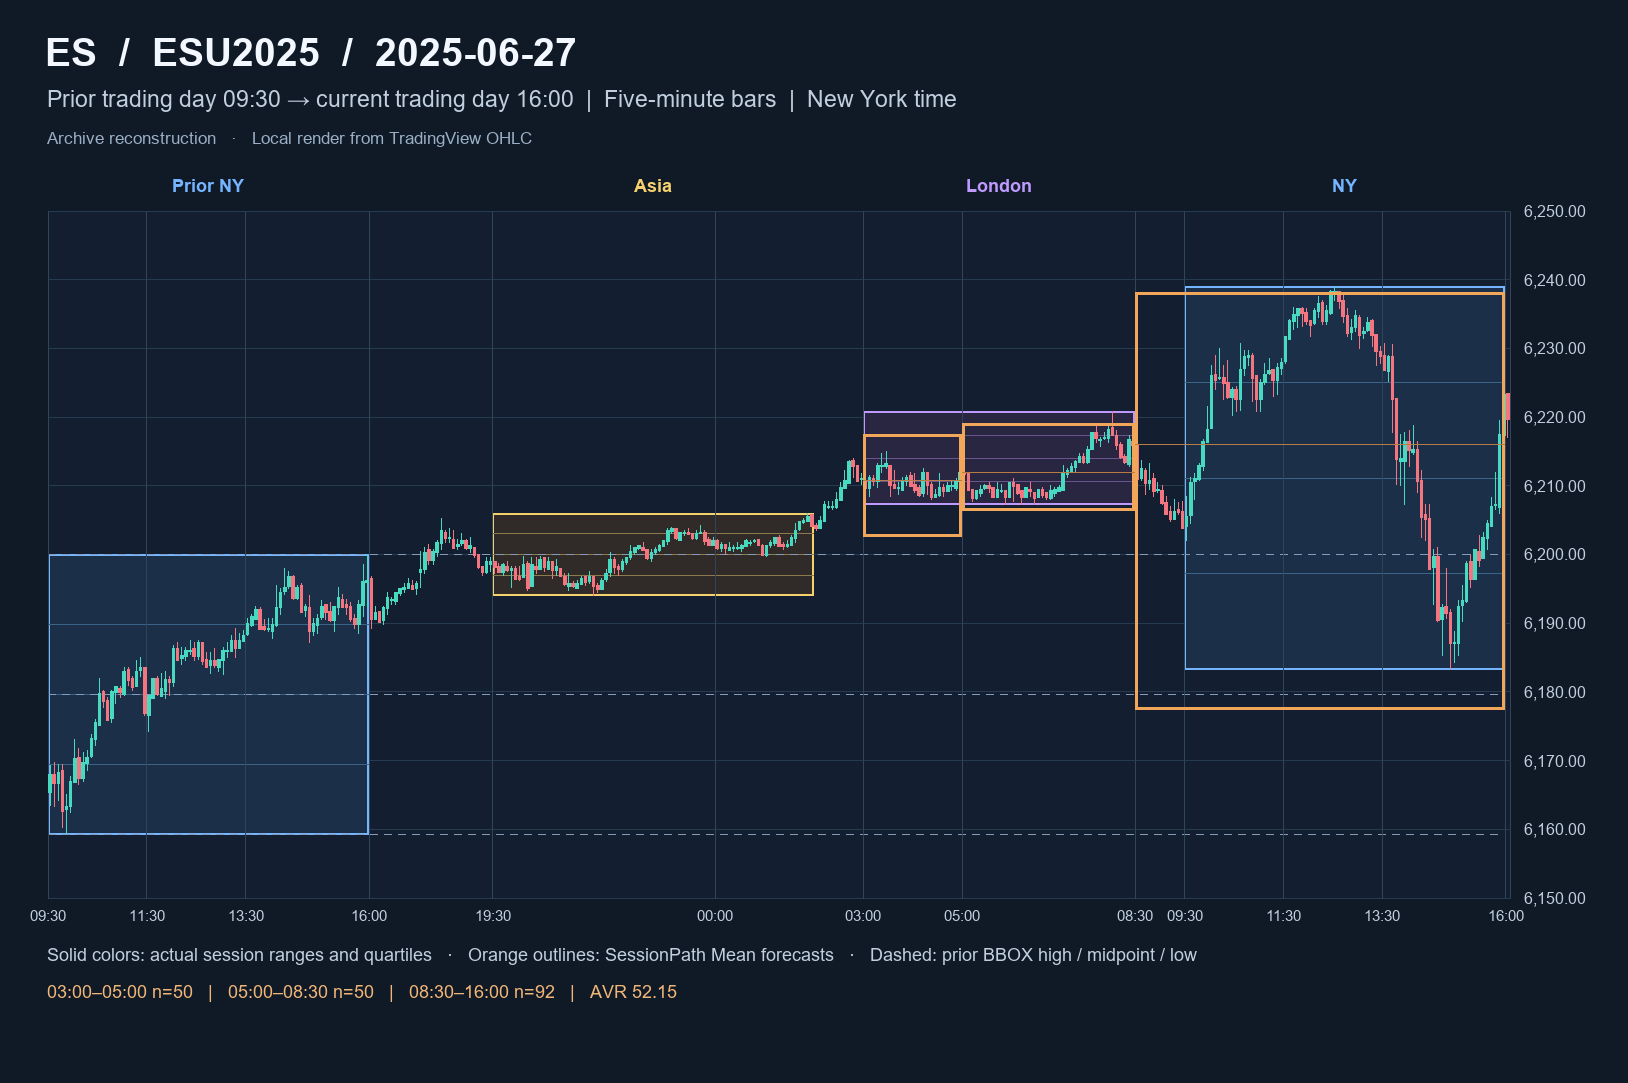 ES / ESU2025 / 2025-06-27
Prior trading day 09:30 → current trading day 16:00 | Five-minute bars | New York time
Archive reconstruction · Local render from TradingView OHLC
Prior NY Asia London NY
6,250.00
6,240.00
6,230.00
6,220.00
6,210.00
6,200.00
6,190.00
6,180.00
6,170.00
6,160.00
6,150.00
09:30 11:30 13:30 16:00 19:30 00:00 03:00 05:00 08:30 09:30 11:30 13:30 16:00
Solid colors: actual session ranges and quartiles · Orange outlines: SessionPath Mean forecasts · Dashed: prior BBOX high / midpoint / low
03:00–05:00 n=50 | 05:00–08:30 n=50 | 08:30–16:00 n=92 | AVR 52.15